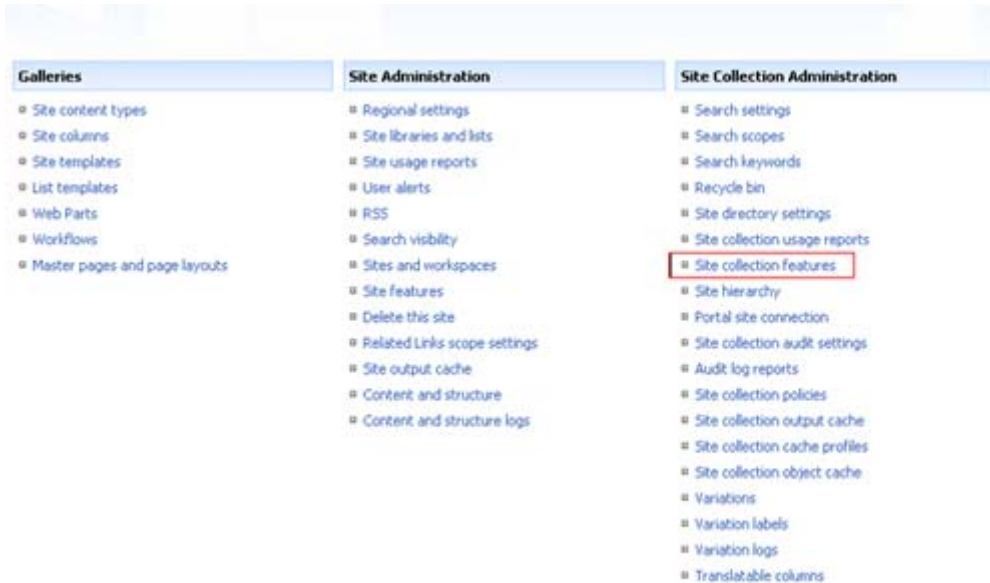 Galleries
Site content types
Site columns
Site templates
List templates
Web Parts
Workflows
Master pages and page layouts
Site Administration
Regional settings
Site libraries and lists
Site usage reports
User alerts
RSS
Search visibility
Sites and workspaces
Site features
Delete this site
Related Links scope settings
Site output cache
Content and structure
Content and structure logs
Site Collection Administration
Search settings
Search scopes
Search keywords
Recycle bin
Site directory settings
Site collection usage reports
Site collection features
Site hierarchy
Portal site connection
Site collection audit settings
Audit log reports
Site collection policies
Site collection output cache
Site collection cache profiles
Site collection object cache
Variations
Variation labels
Variation logs
Translatable columns